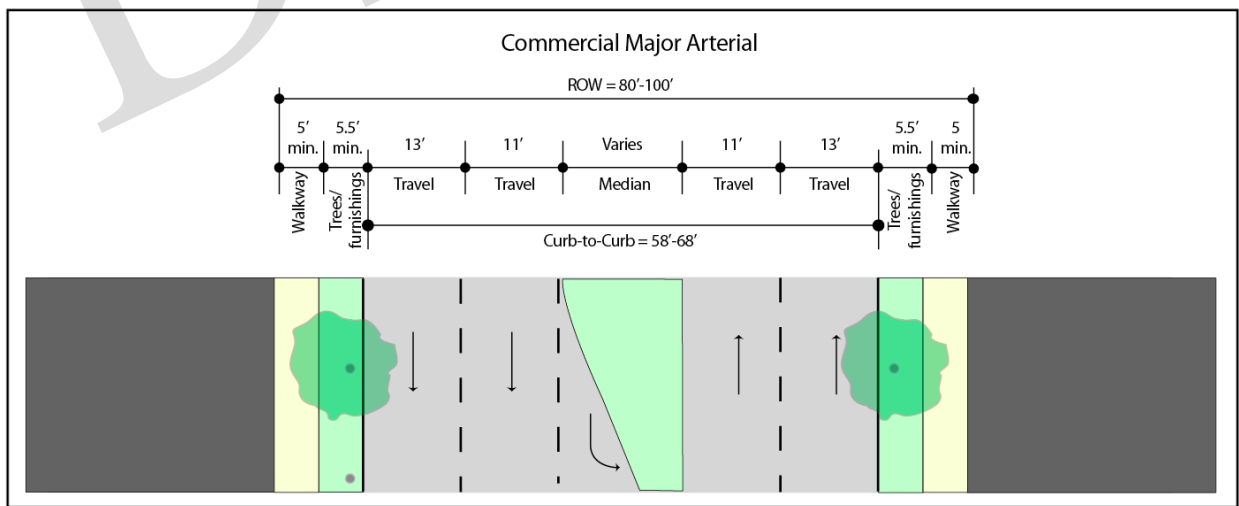 Commercial Major Arterial
ROW = 80′-100′
5′
min.
5.5′
min.
13′
11′
Varies
11′
13′
5.5′
min.
5
min.
Walkway
Trees/
furnishings
Travel
Travel
Median
Travel
Travel
Trees/
furnishings
Walkway
Curb-to-Curb = 58′-68′